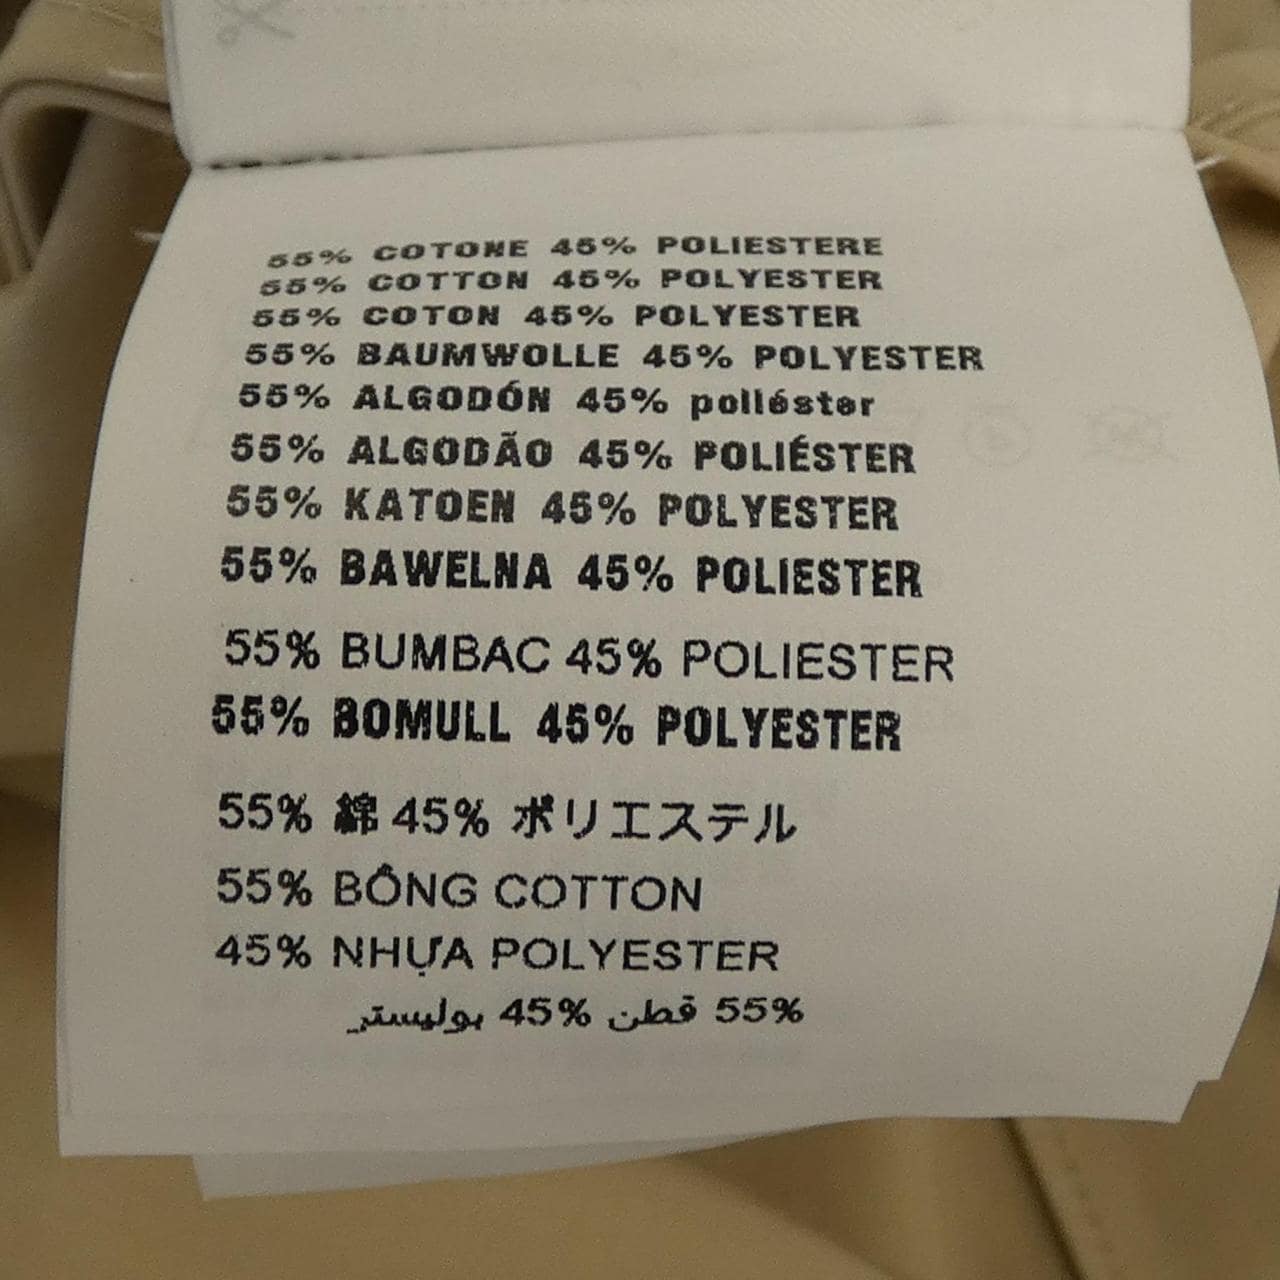 55% COTONE 45% POLIESTERE
55% COTTON 45% POLYESTER
55% COTON 45% POLYESTER
55% BAUMWOLLE 45% POLYESTER
55% ALGODÓN 45% poliéster
55% ALGODÃO 45% POLIÉSTER
55% KATOEN 45% POLYESTER
55% BAWELNA 45% POLIESTER
55% BUMBAC 45% POLIESTER
55% BOMULL 45% POLYESTER
55% 綿 45% ポリエステル
55% BÔNG COTTON
45% NHỰA POLYESTER
55% قطن 45% بوليستر